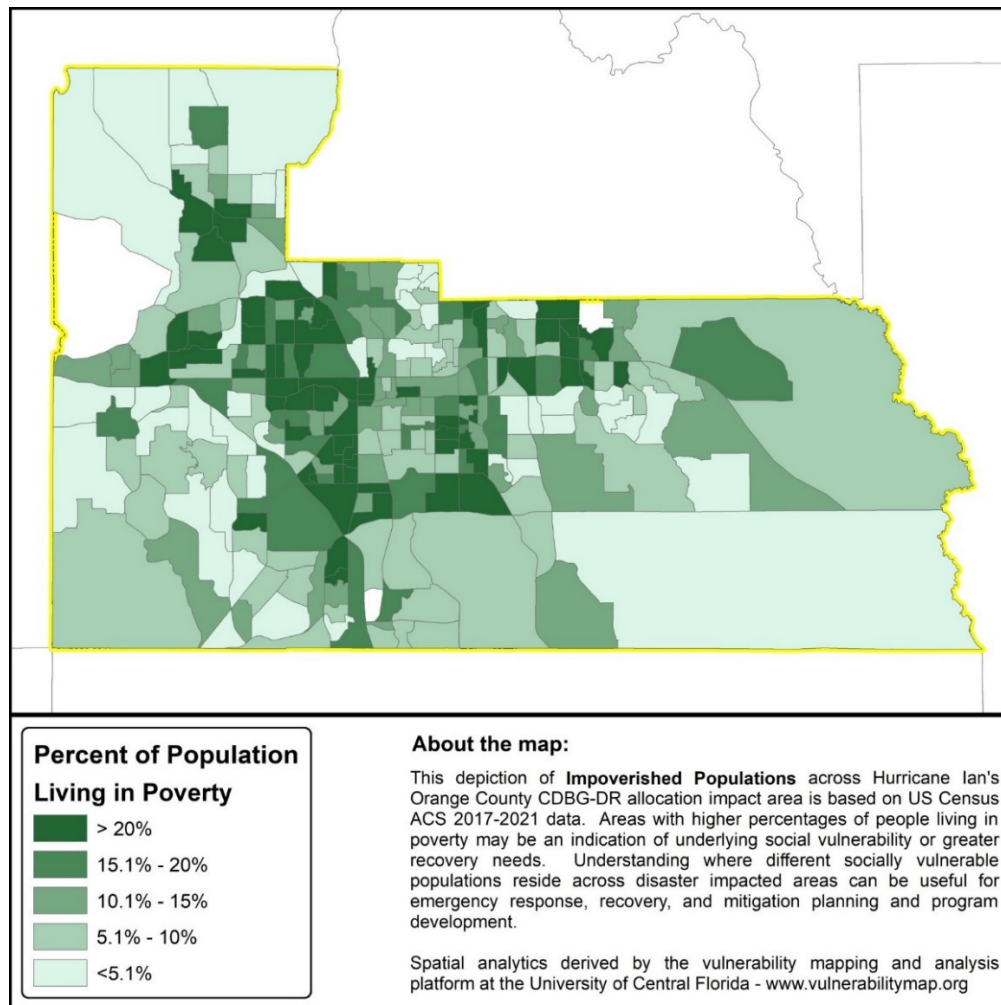 Percent of Population
Living in Poverty
> 20%
15.1% - 20%
10.1% - 15%
5.1% - 10%
<5.1%
About the map:
This depiction of Impoverished Populations across Hurricane Ian's
Orange County CDBG-DR allocation impact area is based on US Census
ACS 2017-2021 data. Areas with higher percentages of people living in
poverty may be an indication of underlying social vulnerability or greater
recovery needs. Understanding where different socially vulnerable
populations reside across disaster impacted areas can be useful for
emergency response, recovery, and mitigation planning and program
development.
Spatial analytics derived by the vulnerability mapping and analysis
platform at the University of Central Florida - www.vulnerabilitymap.org